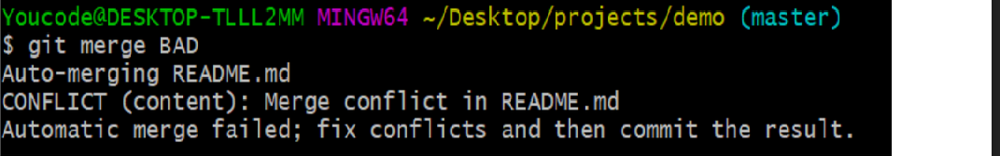 Youcode@DESKTOP-TLLL2MM MINGW64 ~/Desktop/projects/demo (master)
$ git merge BAD
Auto-merging README.md
CONFLICT (content): Merge conflict in README.md
Automatic merge failed; fix conflicts and then commit the result.